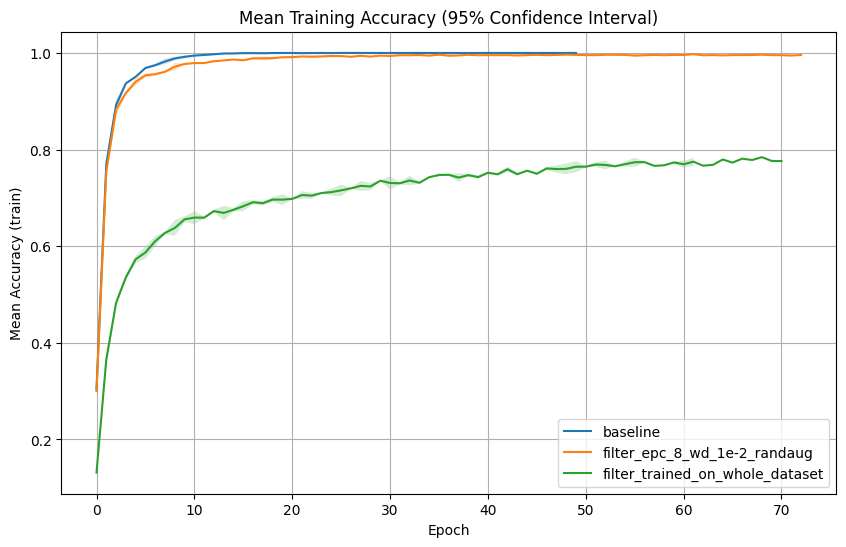 Mean Training Accuracy (95% Confidence Interval)
Mean Accuracy (train)
1.0
0.8
0.6
0.4
0.2
0 10 20 30 40 50 60 70
Epoch
baseline
filter_epc_8_wd_1e-2_randaug
filter_trained_on_whole_dataset